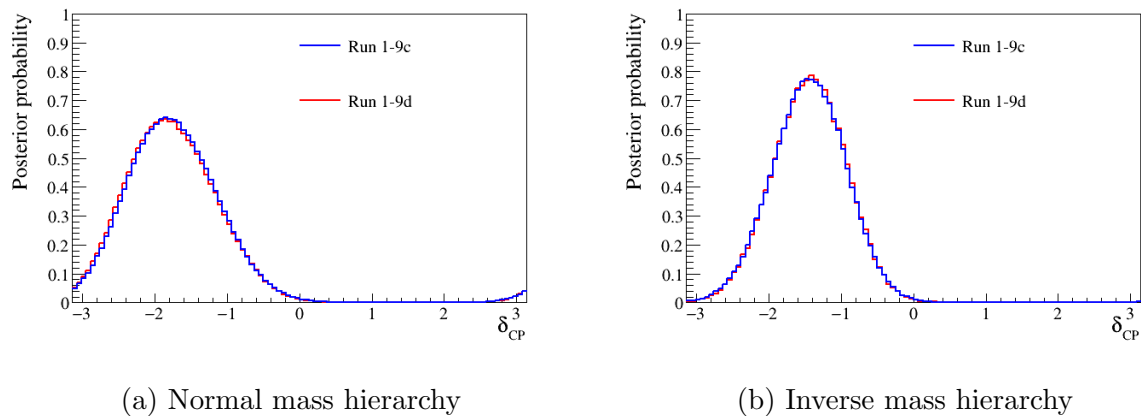 Posterior probability
1
0.9
0.8
0.7
0.6
0.5
0.4
0.3
0.2
0.1
0
−3 −2 −1 0 1 2 3
δCP
Run 1-9c
Run 1-9d
(a) Normal mass hierarchy
Posterior probability
1
0.9
0.8
0.7
0.6
0.5
0.4
0.3
0.2
0.1
0
−3 −2 −1 0 1 2 3
δCP
Run 1-9c
Run 1-9d
(b) Inverse mass hierarchy